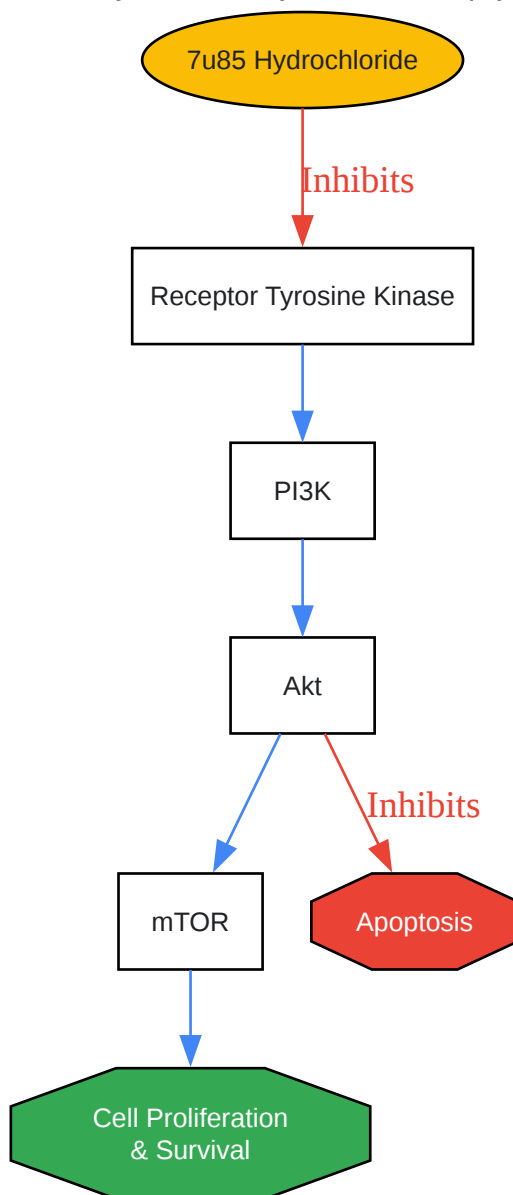 7u85 Hydrochloride
Inhibits
Receptor Tyrosine Kinase
PI3K
Akt
Inhibits
mTOR
Apoptosis
Cell Proliferation
& Survival